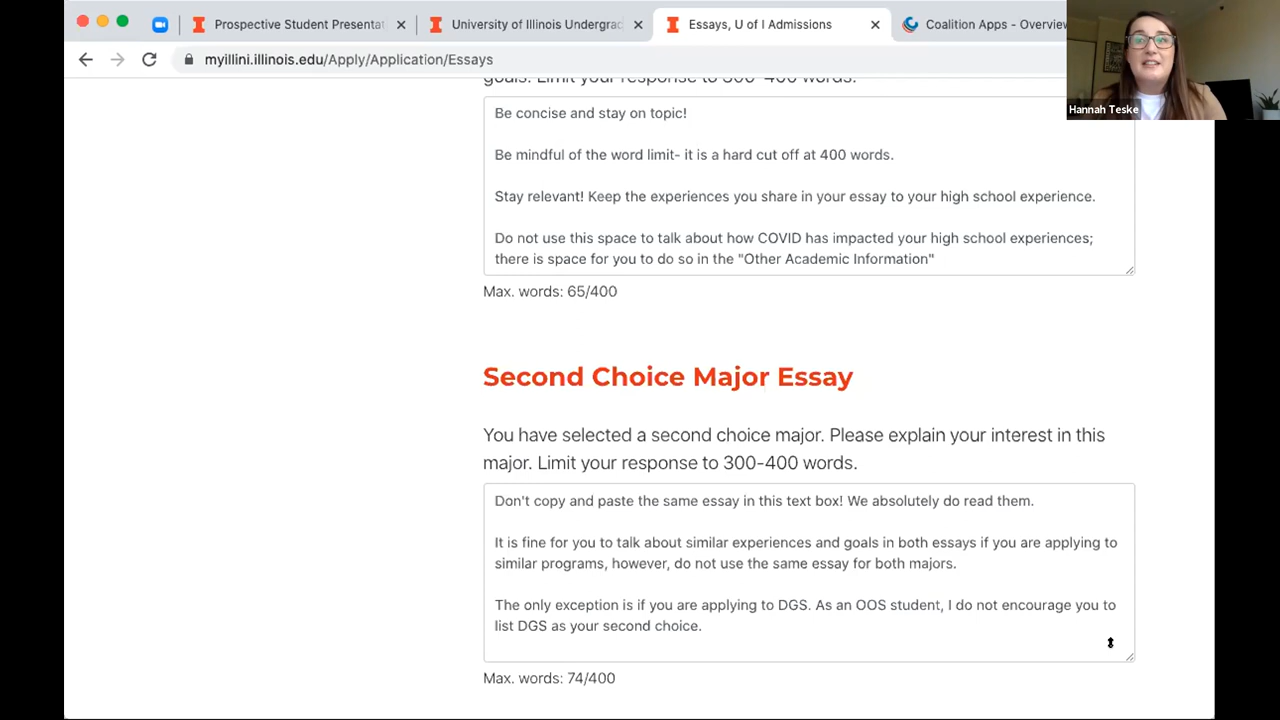 Prospective Student Presentat
University of Illinois Undergrad
Essays, U of I Admissions
Coalition Apps - Overview
myillini.illinois.edu/Apply/Application/Essays
Hannah Teske
goals. Limit your response to 300-400 words.
Be concise and stay on topic!
Be mindful of the word limit- it is a hard cut off at 400 words.
Stay relevant! Keep the experiences you share in your essay to your high school experience.
Do not use this space to talk about how COVID has impacted your high school experiences;
there is space for you to do so in the "Other Academic Information"
Max. words: 65/400
Second Choice Major Essay
You have selected a second choice major. Please explain your interest in this
major. Limit your response to 300-400 words.
Don't copy and paste the same essay in this text box! We absolutely do read them.
It is fine for you to talk about similar experiences and goals in both essays if you are applying to
similar programs, however, do not use the same essay for both majors.
The only exception is if you are applying to DGS. As an OOS student, I do not encourage you to
list DGS as your second choice.
Max. words: 74/400